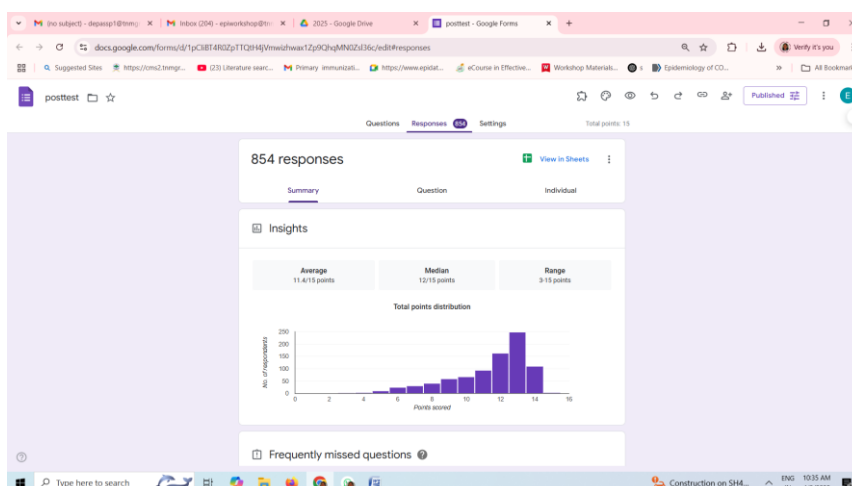 (no subject) - depassp1@tnmg
Inbox (204) - epiworkshop@tn
2025 - Google Drive
posttest - Google Forms
docs.google.com/forms/d/1pCliBT4R0ZpTTQtH4jVmwizhwax1Zp9QhqMN0Zsl36c/edit#responses
Verify it's you
Suggested Sites
https://cms2.tnmgr...
(23) Literature searc...
Primary immunizati...
https://www.epidat...
eCourse in Effective...
Workshop Materials...
s
Epidemiology of CO...
»
All Bookmar
posttest
Published
E
Questions
Responses
854
Settings
Total points: 15
854 responses
View in Sheets
Summary
Question
Individual
Insights
Average
11.4/15 points
Median
12/15 points
Range
3-15 points
Total points distribution
No. of respondents
250
200
150
100
50
0
0 2 4 6 8 10 12 14 16
Points scored
Frequently missed questions
Type here to search
Construction on SH4...
ENG
10:35 AM